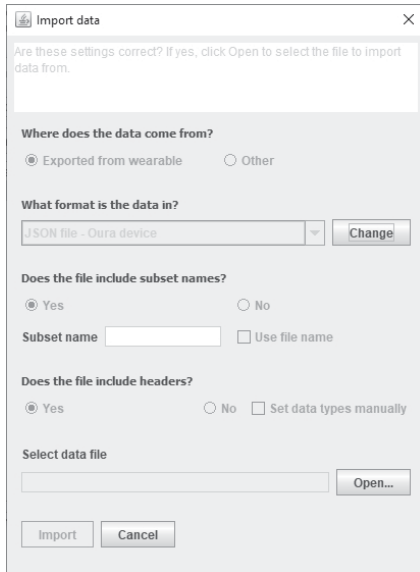 Import data
Are these settings correct? If yes, click Open to select the file to import
data from.
Where does the data come from?
Exported from wearable Other
What format is the data in?
JSON file - Oura device Change
Does the file include subset names?
Yes No
Subset name Use file name
Does the file include headers?
Yes No Set data types manually
Select data file
Open...
Import Cancel